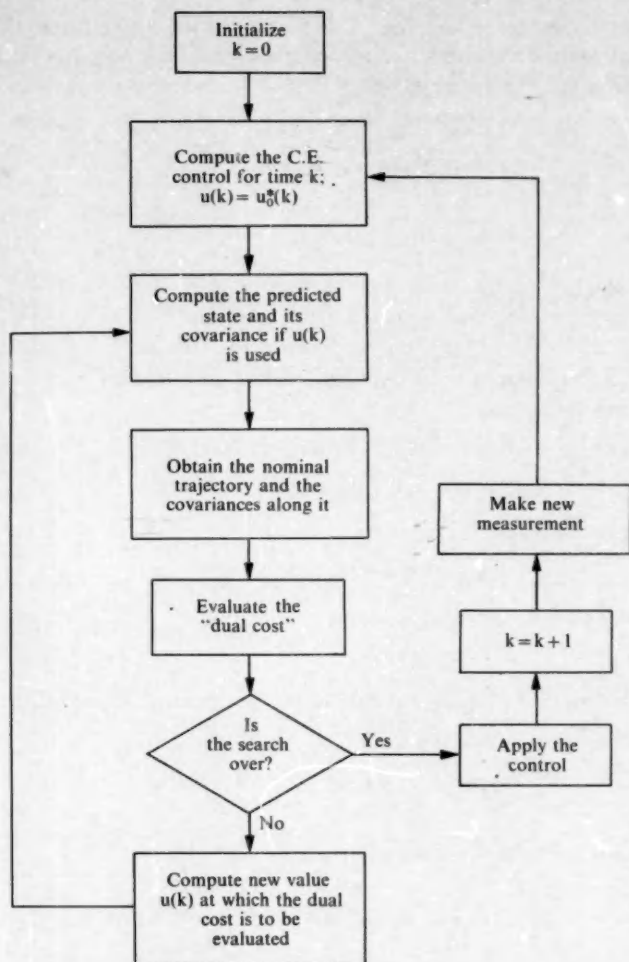 Initialize
k=0
Compute the C.E.
control for time k;
u(k)= u₀*(k)
Compute the predicted
state and its
covariance if u(k)
is used
Obtain the nominal
trajectory and the
covariances along it
Evaluate the
"dual cost"
Is
the search
over?
Yes
No
Compute new value
u(k) at which the dual
cost is to be
evaluated
Apply the
control
k=k+1
Make new
measurement